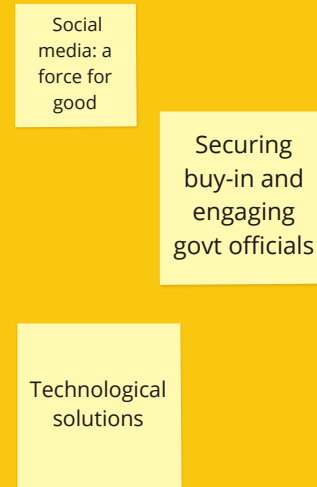 Social
media: a
force for
good
Securing
buy-in and
engaging
govt officials
Technological
solutions